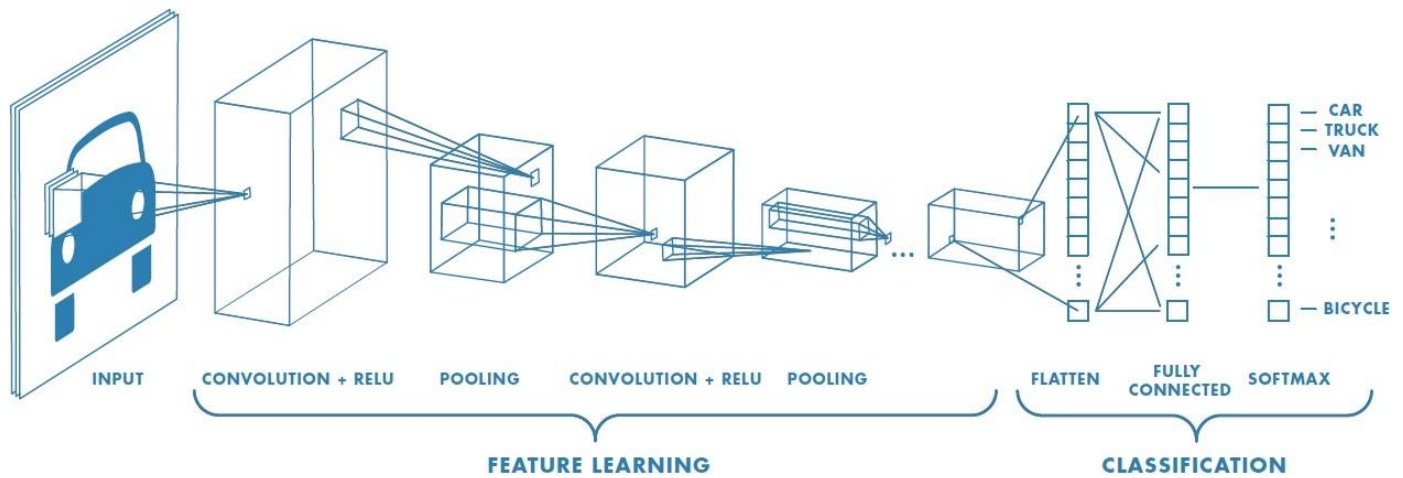 CAR
TRUCK
VAN
BICYCLE
INPUT
CONVOLUTION + RELU
POOLING
CONVOLUTION + RELU
POOLING
FLATTEN
FULLY
CONNECTED
SOFTMAX
FEATURE LEARNING
CLASSIFICATION